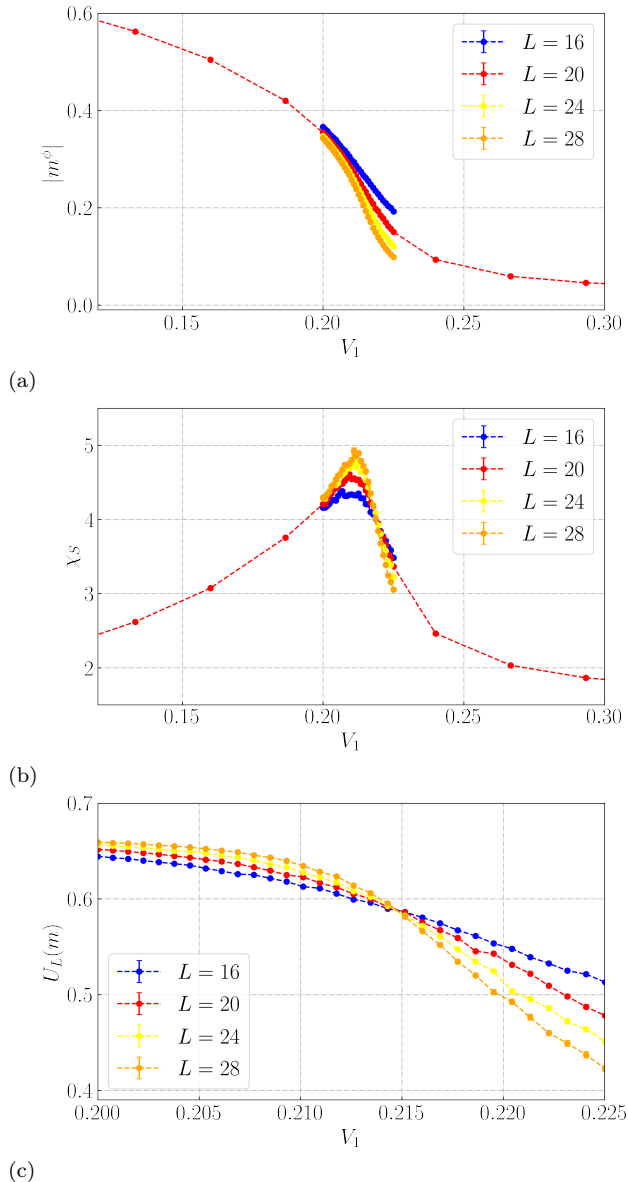 0.6
0.4
0.2
0.0
|m^ϕ|
L = 16
L = 20
L = 24
L = 28
0.15 0.20 0.25 0.30
V₁
(a)
5
4
3
2
χ_S
L = 16
L = 20
L = 24
L = 28
0.15 0.20 0.25 0.30
V₁
(b)
0.7
0.6
0.5
0.4
U_L(m)
L = 16
L = 20
L = 24
L = 28
0.200 0.205 0.210 0.215 0.220 0.225
V₁
(c)